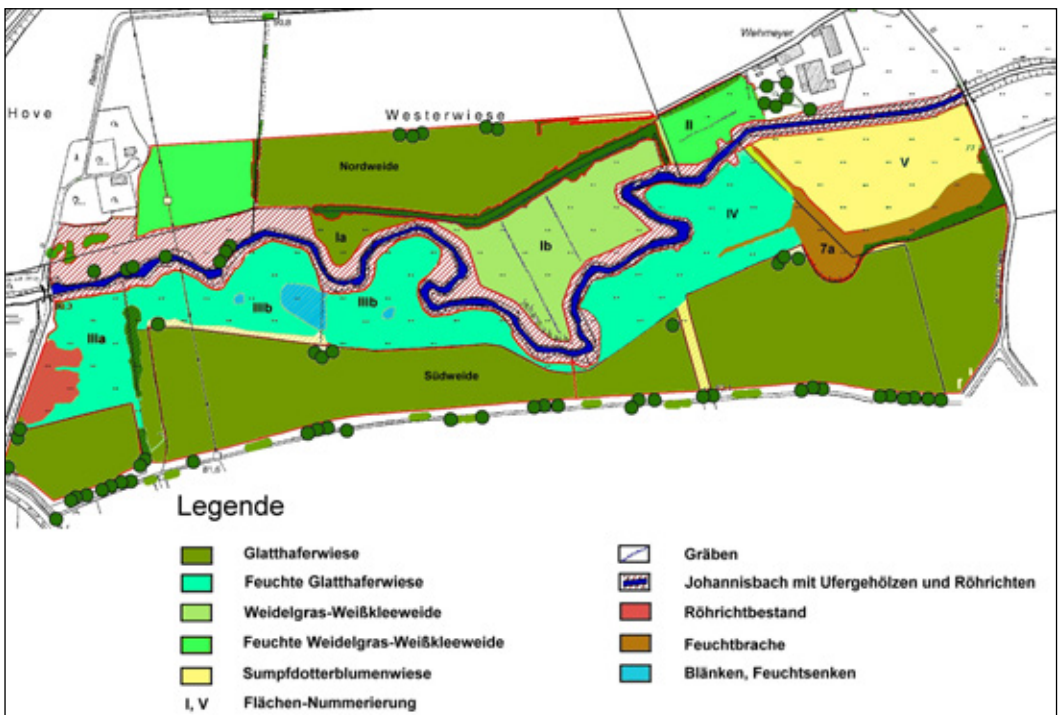 Wehmeyer
Hove
Westerwiese
II
Nordweide
V
IV
Ia
Ib
7a
IIIb
IIIb
IIIa
Südweide
Legende
Glatthaferwiese
Feuchte Glatthaferwiese
Weidelgras-Weißkleeweide
Feuchte Weidelgras-Weißkleeweide
Sumpfdotterblumenwiese
I, V Flächen-Nummerierung
Gräben
Johannisbach mit Ufergehölzen und Röhrichten
Röhrichtbestand
Feuchtbrache
Blänken, Feuchtsenken